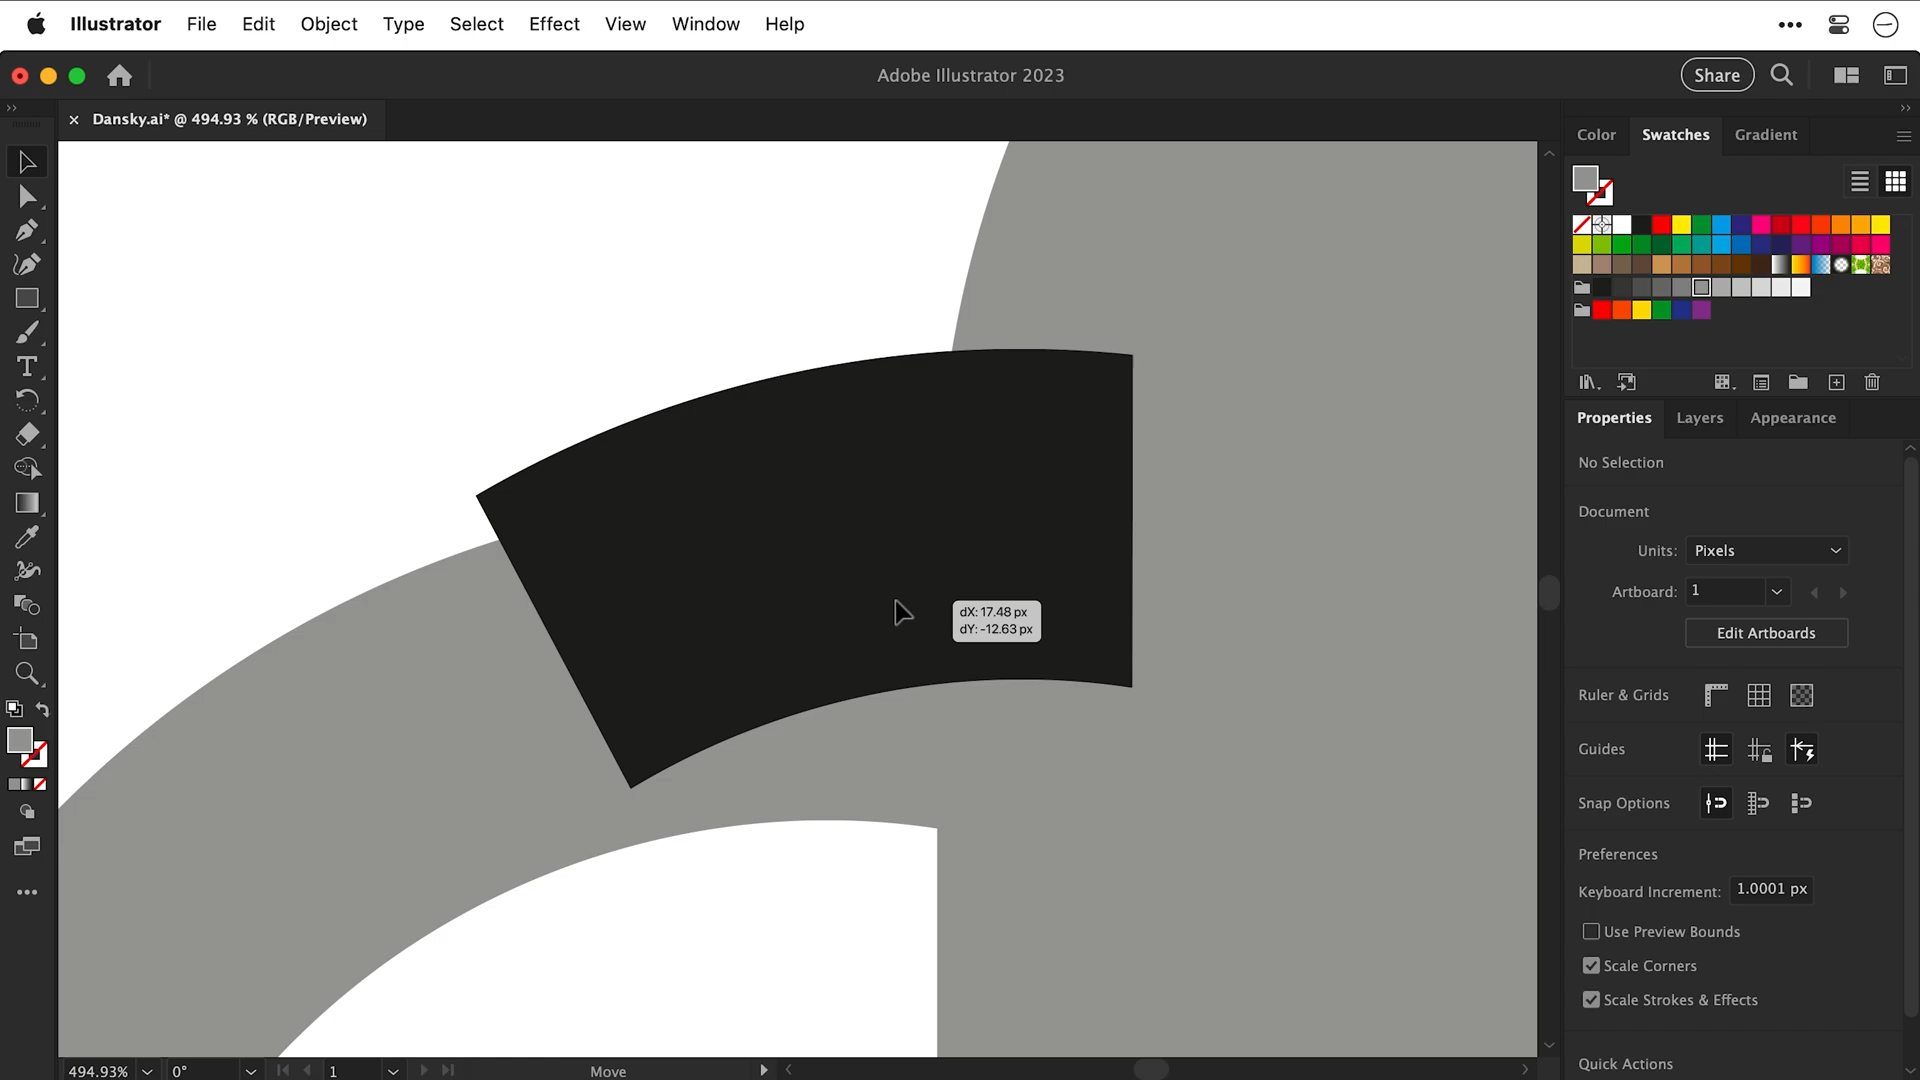 Illustrator File Edit Object Type Select Effect View Window Help
Adobe Illustrator 2023
Share
Dansky.ai* @ 494.93 % (RGB/Preview)
Color Swatches Gradient
Properties Layers Appearance
No Selection
Document
Units: Pixels
Artboard: 1
Edit Artboards
dX: 17.48 px
dY: -12.63 px
Ruler & Grids
Guides
Snap Options
Preferences
Keyboard Increment: 1.0001 px
Use Preview Bounds
Scale Corners
Scale Strokes & Effects
Quick Actions
494.93% 0° 1 Move